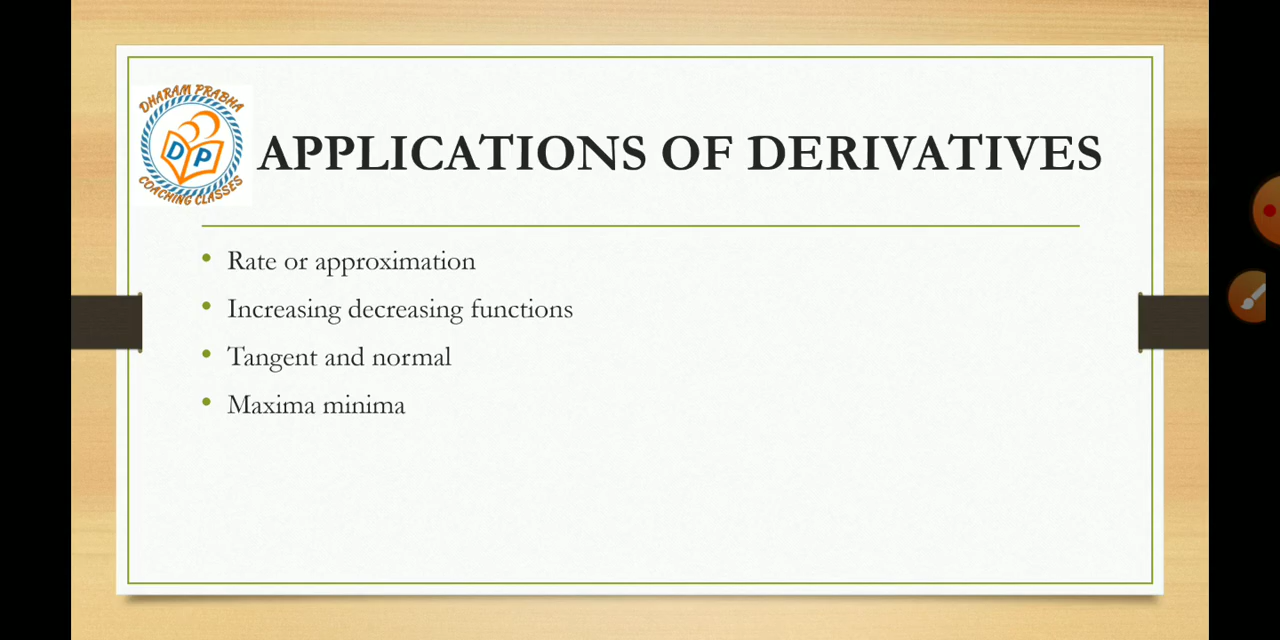 DHARAM PRABHA
DP
COACHING CLASSES
APPLICATIONS OF DERIVATIVES
• Rate or approximation
• Increasing decreasing functions
• Tangent and normal
• Maxima minima